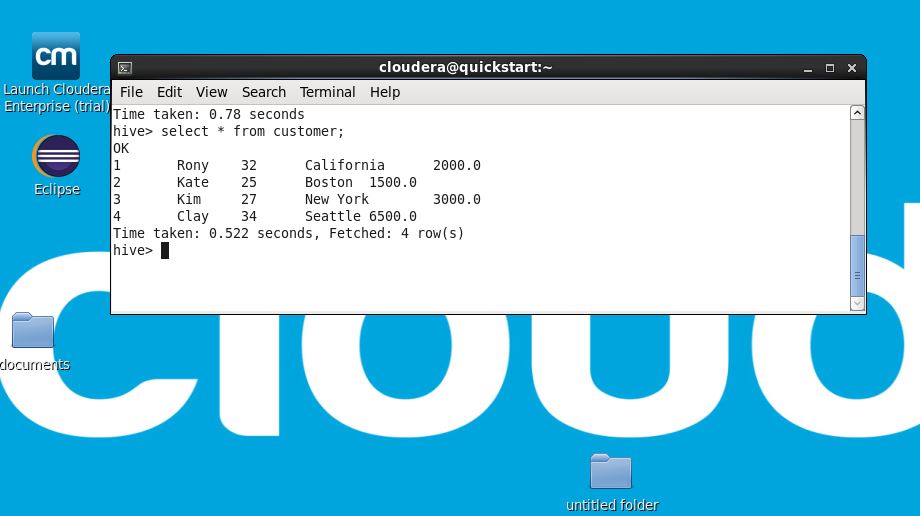 cm
Launch Cloudera
Enterprise (trial)
Eclipse
documents
cloudera@quickstart:~
File Edit View Search Terminal Help
Time taken: 0.78 seconds
hive> select * from customer;
OK
1 Rony 32 California 2000.0
2 Kate 25 Boston 1500.0
3 Kim 27 New York 3000.0
4 Clay 34 Seattle 6500.0
Time taken: 0.522 seconds, Fetched: 4 row(s)
hive>
cloud
untitled folder